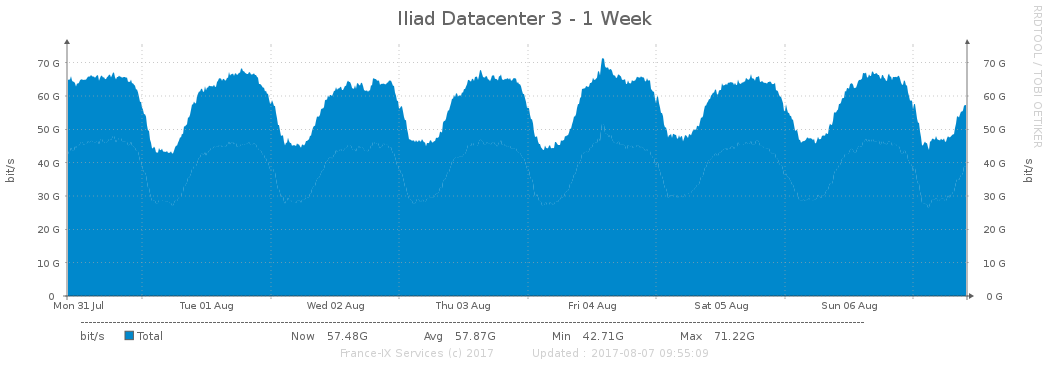 Iliad Datacenter 3 - 1 Week
RRDTOOL / TOBI OETIKER
70 G 70 G
60 G 60 G
50 G 50 G
40 G 40 G
30 G 30 G
20 G 20 G
10 G 10 G
0 0 G
bit/s bit/s
Mon 31 Jul Tue 01 Aug Wed 02 Aug Thu 03 Aug Fri 04 Aug Sat 05 Aug Sun 06 Aug
bit/s Total Now 57.48G Avg 57.87G Min 42.71G Max 71.22G
France-IX Services (c) 2017 Updated : 2017-08-07 09:55:09